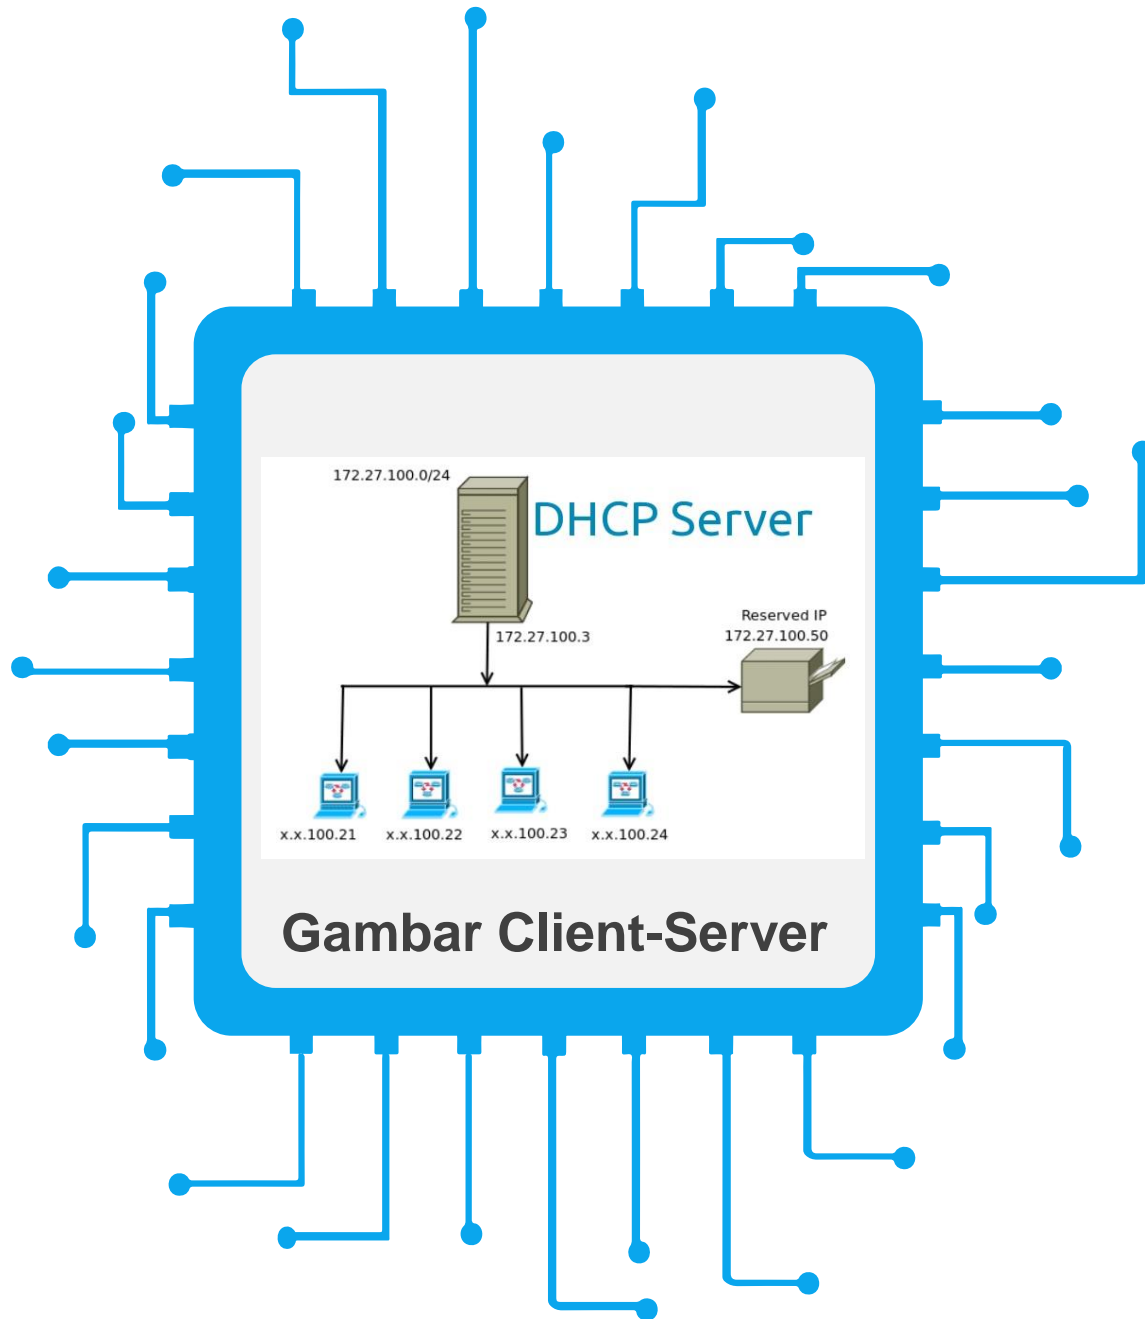 172.27.100.0/24
DHCP Server
172.27.100.3
Reserved IP
172.27.100.50
x.x.100.21
x.x.100.22
x.x.100.23
x.x.100.24
Gambar Client-Server